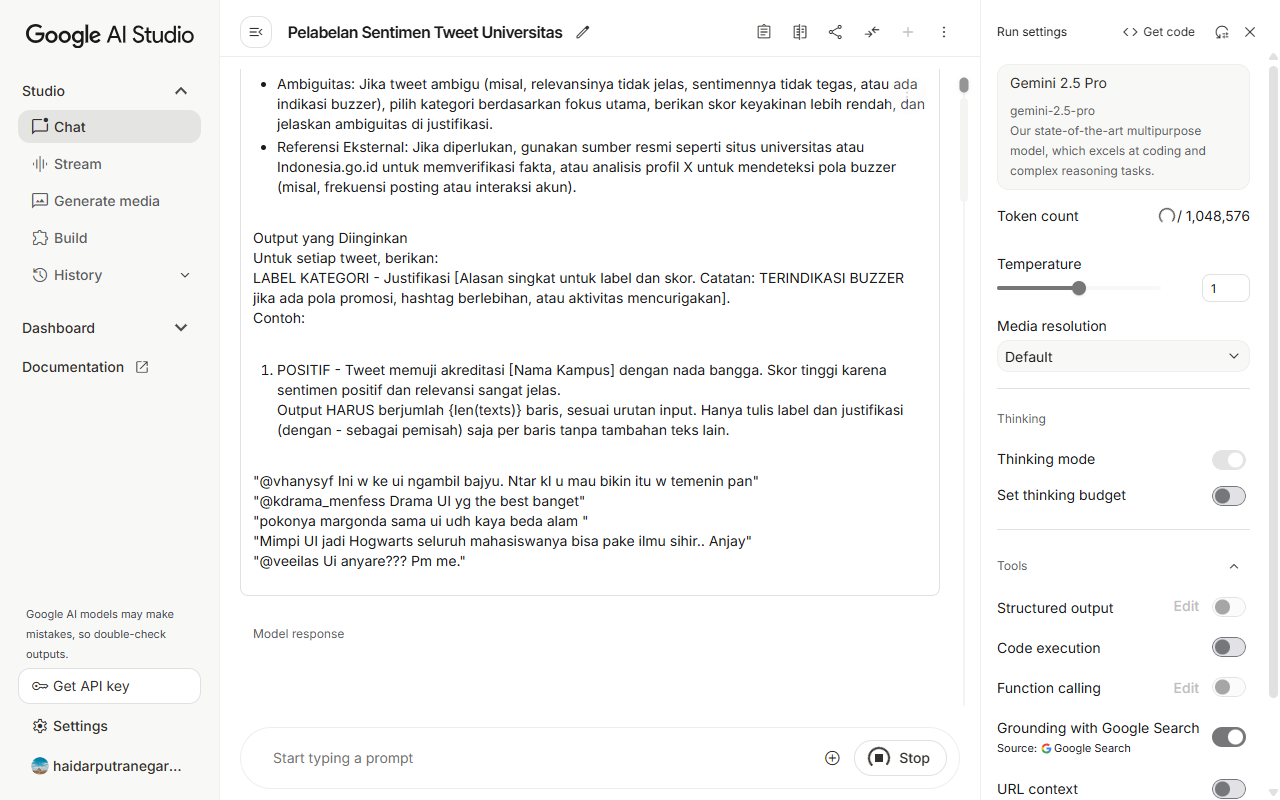 Google AI Studio
Studio
Chat
Stream
Generate media
Build
History
Dashboard
Documentation
Google AI models may make
mistakes, so double-check
outputs.
Get API key
Settings
haidarputranegar...
Pelabelan Sentimen Tweet Universitas
Ambiguitas: Jika tweet ambigu (misal, relevansinya tidak jelas, sentimennya tidak tegas, atau ada
indikasi buzzer), pilih kategori berdasarkan fokus utama, berikan skor keyakinan lebih rendah, dan
jelaskan ambiguitas di justifikasi.
Referensi Eksternal: Jika diperlukan, gunakan sumber resmi seperti situs universitas atau
Indonesia.go.id untuk memverifikasi fakta, atau analisis profil X untuk mendeteksi pola buzzer
(misal, frekuensi posting atau interaksi akun).
Output yang Diinginkan
Untuk setiap tweet, berikan:
LABEL KATEGORI - Justifikasi [Alasan singkat untuk label dan skor. Catatan: TERINDIKASI BUZZER
jika ada pola promosi, hashtag berlebihan, atau aktivitas mencurigakan].
Contoh:
1. POSITIF - Tweet memuji akreditasi [Nama Kampus] dengan nada bangga. Skor tinggi karena
sentimen positif dan relevansi sangat jelas.
Output HARUS berjumlah {len(texts)} baris, sesuai urutan input. Hanya tulis label dan justifikasi
(dengan - sebagai pemisah) saja per baris tanpa tambahan teks lain.
"@vhanysyf Ini w ke ui ngambil bajyu. Ntar kl u mau bikin itu w temenin pan"
"@kdrama_menfess Drama UI yg the best banget"
"pokonya margonda sama ui udh kaya beda alam "
"Mimpi UI jadi Hogwarts seluruh mahasiswanya bisa pake ilmu sihir.. Anjay"
"@veeilas Ui anyare??? Pm me."
Model response
Start typing a prompt
Stop
Run settings
Get code
Gemini 2.5 Pro
gemini-2.5-pro
Our state-of-the-art multipurpose
model, which excels at coding and
complex reasoning tasks.
Token count
/ 1,048,576
Temperature
1
Media resolution
Default
Thinking
Thinking mode
Set thinking budget
Tools
Structured output
Edit
Code execution
Function calling
Edit
Grounding with Google Search
Source: Google Search
URL context